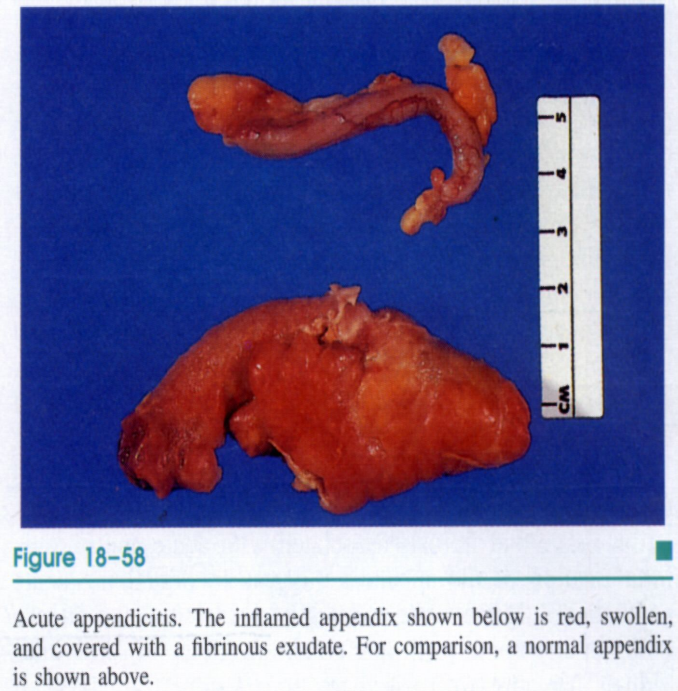 5
4
3
2
1
CM
Figure 18–58
Acute appendicitis. The inflamed appendix shown below is red, swollen,
and covered with a fibrinous exudate. For comparison, a normal appendix
is shown above.